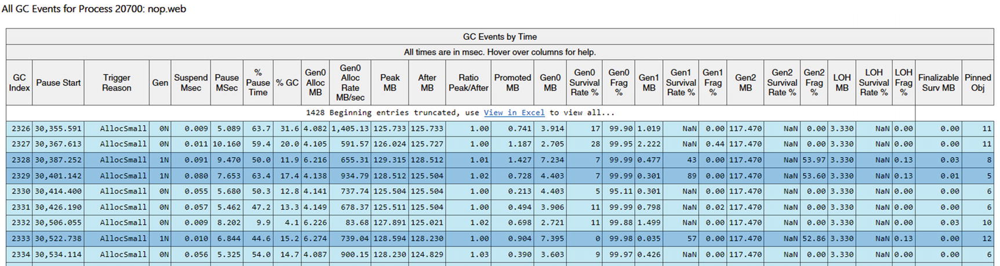 All GC Events for Process 20700: nop.web
GC Events by Time
All times are in msec. Hover over columns for help.
GC Index Pause Start Trigger Reason Gen Suspend Msec Pause MSec % Pause Time % GC Gen0 Alloc MB Gen0 Alloc Rate MB/sec Peak MB After MB Ratio Peak/After Promoted MB Gen0 MB Gen0 Survival Rate % Gen0 Frag % Gen1 MB Gen1 Survival Rate % Gen1 Frag % Gen2 MB Gen2 Survival Rate % Gen2 Frag % LOH MB LOH Survival Rate % LOH Frag % Finalizable Surv MB Pinned Obj
1428 Beginning entries truncated, use View in Excel to view all...
2326 30,355.591 AllocSmall 0N 0.009 5.089 63.7 31.6 4.082 1,405.13 125.733 125.733 1.00 0.741 3.914 17 99.90 1.019 NaN 0.00 117.470 NaN 0.00 3.330 NaN 0.00 0.00 11
2327 30,367.613 AllocSmall 0N 0.011 10.160 59.4 20.0 4.105 591.57 126.024 125.727 1.00 1.187 2.705 28 99.95 2.222 NaN 0.44 117.470 NaN 0.00 3.330 NaN 0.00 0.00 11
2328 30,387.252 AllocSmall 1N 0.091 9.470 50.0 11.9 6.216 655.31 129.315 128.512 1.01 1.427 7.234 7 99.99 0.477 43 0.00 117.470 NaN 53.97 3.330 NaN 0.13 0.03 8
2329 30,401.142 AllocSmall 1N 0.080 7.653 63.4 17.4 4.138 934.79 128.512 125.504 1.02 0.728 4.403 7 99.99 0.301 89 0.00 117.470 NaN 53.60 3.330 NaN 0.13 0.01 5
2330 30,414.400 AllocSmall 0N 0.055 5.680 50.3 12.8 4.141 737.74 125.504 125.504 1.00 0.213 4.403 5 95.11 0.301 NaN 0.00 117.470 NaN 0.00 3.330 NaN 0.00 0.00 6
2331 30,426.190 AllocSmall 0N 0.057 5.462 47.2 13.3 4.149 678.37 125.511 125.504 1.00 0.494 3.906 11 99.99 0.798 NaN 0.02 117.470 NaN 0.00 3.330 NaN 0.00 0.00 6
2332 30,506.055 AllocSmall 0N 0.009 8.202 9.9 4.1 6.226 83.68 127.891 125.021 1.02 0.698 2.721 11 99.88 1.499 NaN 0.00 117.470 NaN 0.00 3.330 NaN 0.00 0.03 10
2333 30,522.738 AllocSmall 1N 0.010 6.844 44.6 15.2 6.274 739.04 128.594 128.230 1.00 0.904 7.395 0 99.98 0.035 57 0.00 117.470 NaN 52.86 3.330 NaN 0.13 0.00 12
2334 30,534.114 AllocSmall 0N 0.056 5.325 54.0 14.7 4.087 900.15 128.230 124.829 1.03 0.390 3.603 9 99.97 0.426 NaN 0.00 117.470 NaN 0.00 3.330 NaN 0.00 0.00 6